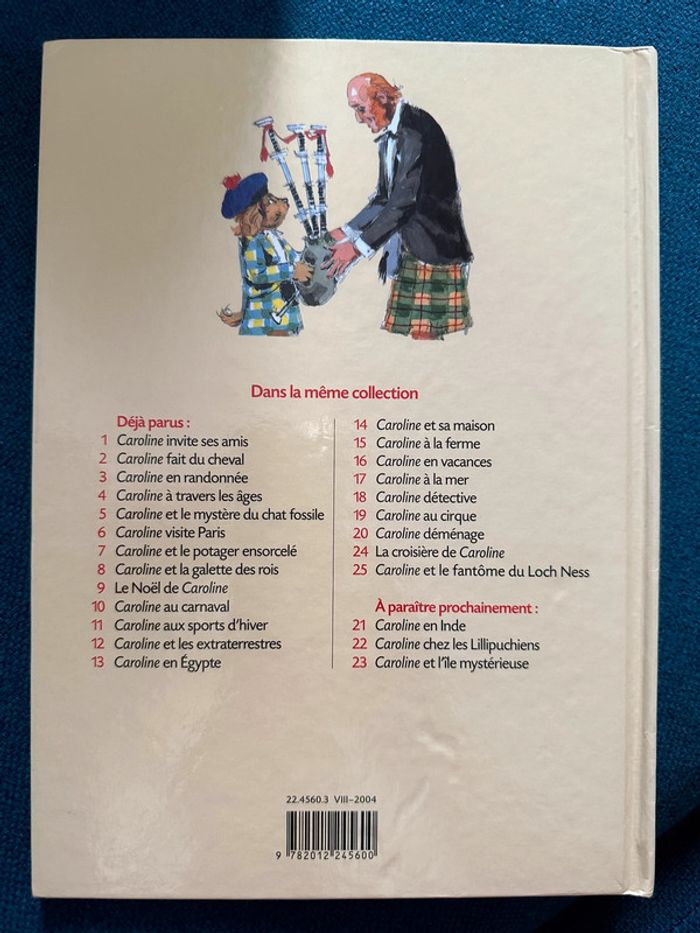 Dans la même collection
Déjà parus :
1 Caroline invite ses amis
2 Caroline fait du cheval
3 Caroline en randonnée
4 Caroline à travers les âges
5 Caroline et le mystère du chat fossile
6 Caroline visite Paris
7 Caroline et le potager ensorcelé
8 Caroline et la galette des rois
9 Le Noël de Caroline
10 Caroline au carnaval
11 Caroline aux sports d'hiver
12 Caroline et les extraterrestres
13 Caroline en Égypte
14 Caroline et sa maison
15 Caroline à la ferme
16 Caroline en vacances
17 Caroline à la mer
18 Caroline détective
19 Caroline au cirque
20 Caroline déménage
24 La croisière de Caroline
25 Caroline et le fantôme du Loch Ness
À paraître prochainement :
21 Caroline en Inde
22 Caroline chez les Lillipuchiens
23 Caroline et l'île mystérieuse
22.4560.3 VIII–2004
9 782012 245600